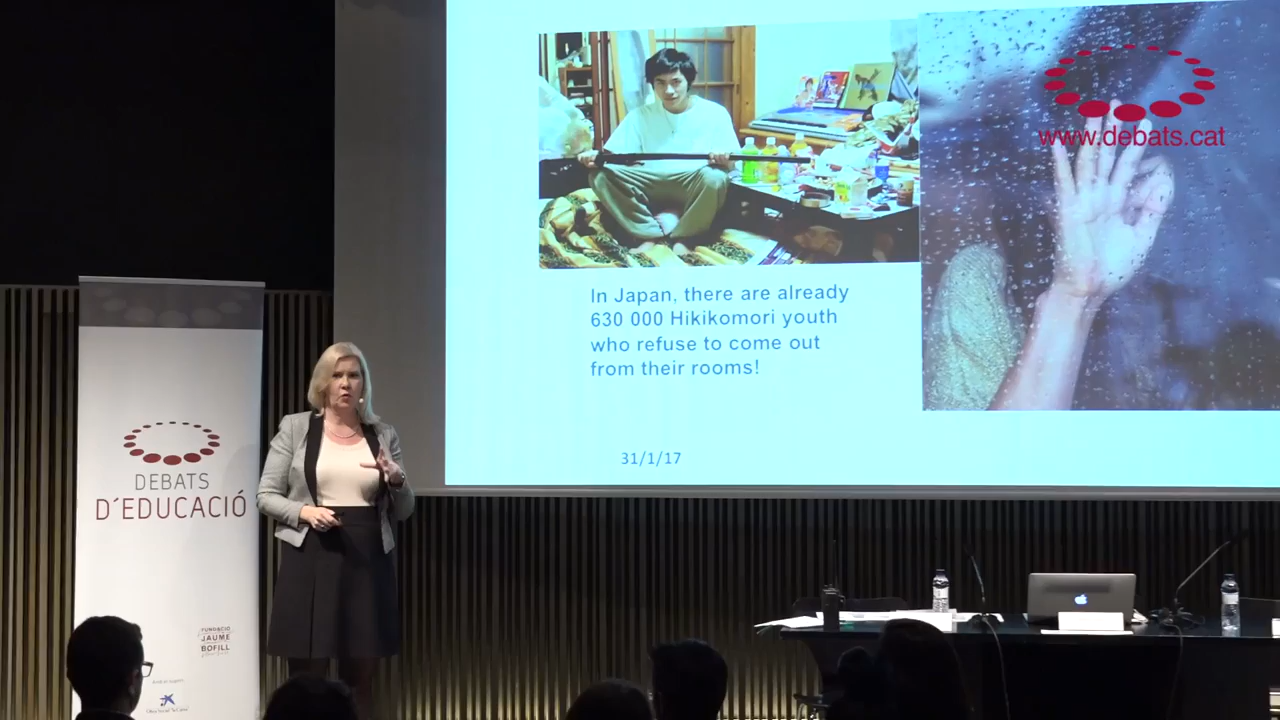 www.debats.cat
In Japan, there are already
630 000 Hikikomori youth
who refuse to come out
from their rooms!
31/1/17
DEBATS
D´EDUCACIÓ
FUNDACIÓ
JAUME
BOFILL